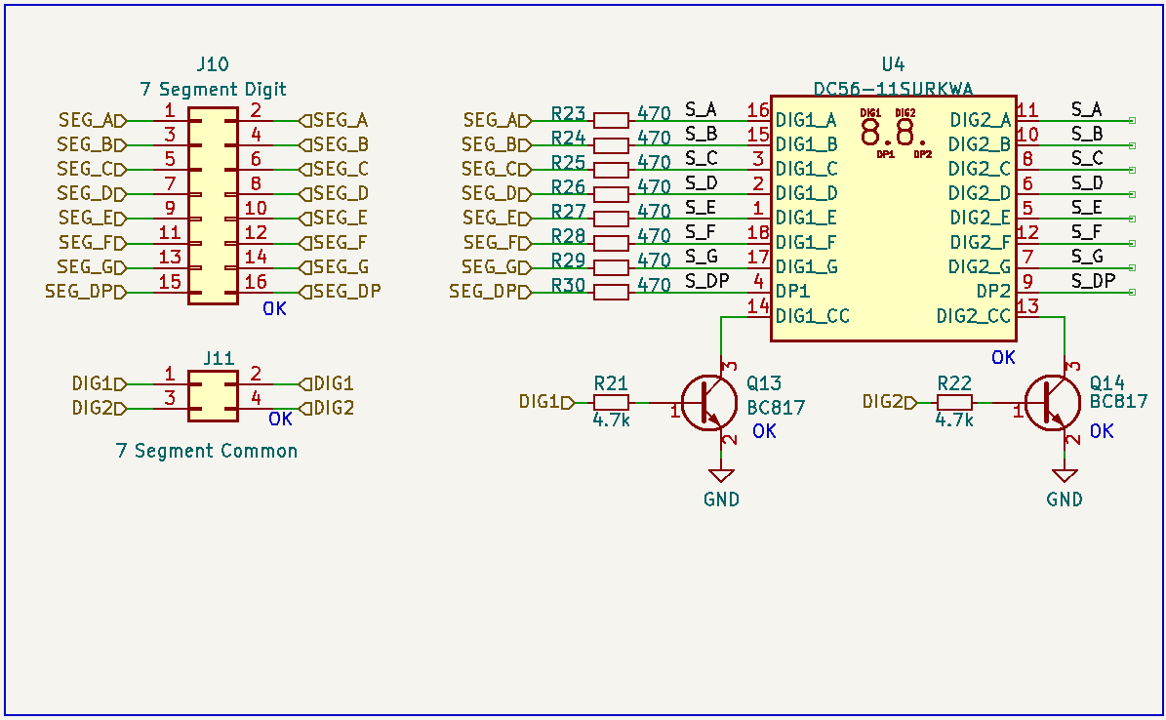 J10
7 Segment Digit
SEG_A 1 2 SEG_A
SEG_B 3 4 SEG_B
SEG_C 5 6 SEG_C
SEG_D 7 8 SEG_D
SEG_E 9 10 SEG_E
SEG_F 11 12 SEG_F
SEG_G 13 14 SEG_G
SEG_DP 15 16 SEG_DP
OK
J11
DIG1 1 2 DIG1
DIG2 3 4 DIG2
OK
7 Segment Common
U4
DC56-11SURKWA
DIG1 DIG2
8.8.
DP1 DP2
SEG_A R23 470 S_A 16 DIG1_A DIG2_A 11 S_A
SEG_B R24 470 S_B 15 DIG1_B DIG2_B 10 S_B
SEG_C R25 470 S_C 3 DIG1_C DIG2_C 8 S_C
SEG_D R26 470 S_D 2 DIG1_D DIG2_D 6 S_D
SEG_E R27 470 S_E 1 DIG1_E DIG2_E 5 S_E
SEG_F R28 470 S_F 18 DIG1_F DIG2_F 12 S_F
SEG_G R29 470 S_G 17 DIG1_G DIG2_G 7 S_G
SEG_DP R30 470 S_DP 4 DP1 DP2 9 S_DP
14 DIG1_CC DIG2_CC 13
OK
DIG1 R21 4.7k 1 3 2 Q13
BC817
OK
GND
DIG2 R22 4.7k 1 3 2 Q14
BC817
OK
GND